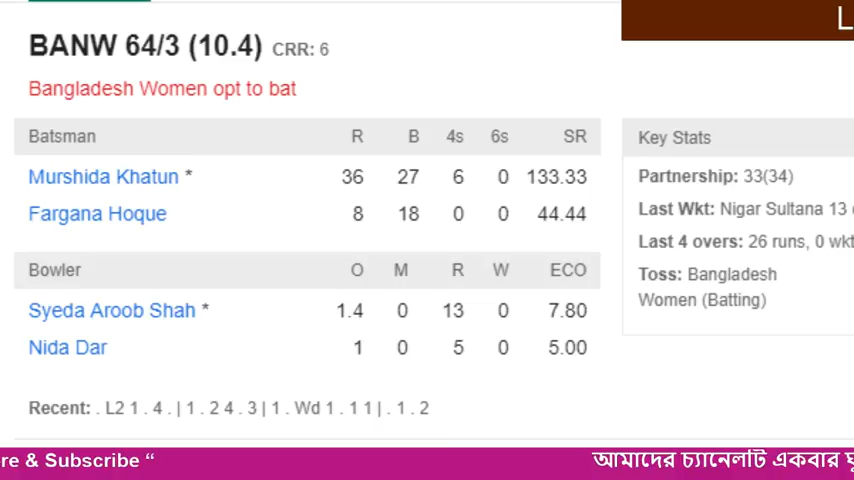 L
BANW 64/3 (10.4) CRR: 6
Bangladesh Women opt to bat
Batsman R B 4s 6s SR
Murshida Khatun * 36 27 6 0 133.33
Fargana Hoque 8 18 0 0 44.44
Bowler O M R W ECO
Syeda Aroob Shah * 1.4 0 13 0 7.80
Nida Dar 1 0 5 0 5.00
Recent: . L2 1 . 4 . | 1 . 2 4 . 3 | 1 . Wd 1 . 1 1 | . 1 . 2
Key Stats
Partnership: 33(34)
Last Wkt: Nigar Sultana 13
Last 4 overs: 26 runs, 0 wkt
Toss: Bangladesh
Women (Batting)
re & Subscribe “ আমাদের চ্যানেলটি একবার